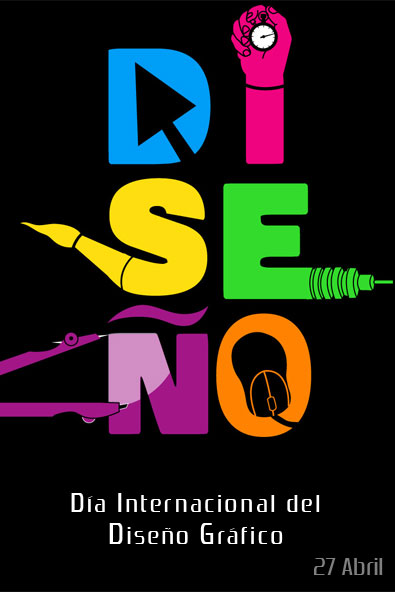 DI
SE
ÑO
Día Internacional del
Diseño Gráfico
27 Abril